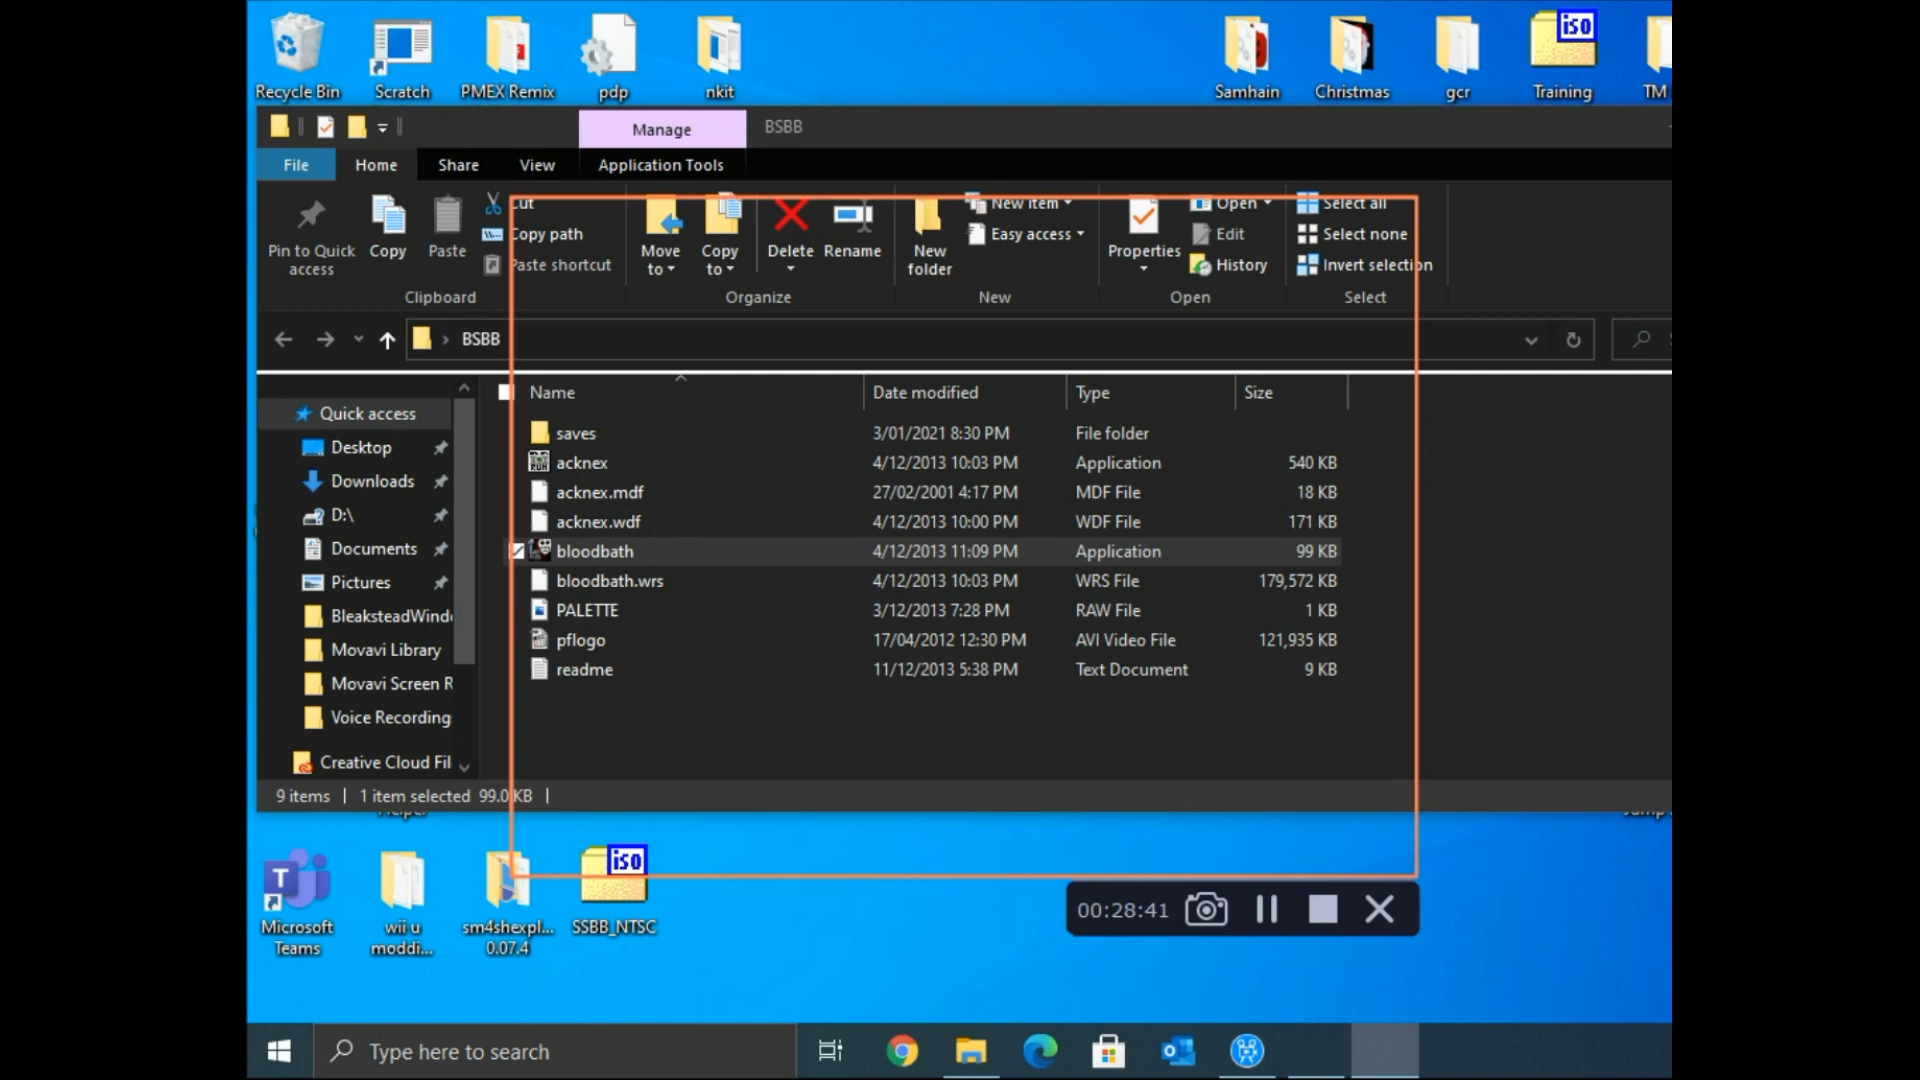 Recycle Bin
Scratch
PMEX Remix
pdp
nkit
Samhain
Christmas
gcr
iso
Training
TM
Manage
BSBB
File
Home
Share
View
Application Tools
Pin to Quick access
Copy
Paste
Cut
Copy path
Paste shortcut
Clipboard
Move to
Copy to
Delete
Rename
Organize
New folder
New item
Easy access
New
Properties
Open
Edit
History
Open
Select all
Select none
Invert selection
Select
BSBB
Name
Date modified
Type
Size
Quick access
Desktop
Downloads
D:\
Documents
Pictures
BleaksteadWind
Movavi Library
Movavi Screen R
Voice Recording
Creative Cloud Fil
saves 3/01/2021 8:30 PM File folder
acknex 4/12/2013 10:03 PM Application 540 KB
acknex.mdf 27/02/2001 4:17 PM MDF File 18 KB
acknex.wdf 4/12/2013 10:00 PM WDF File 171 KB
bloodbath 4/12/2013 11:09 PM Application 99 KB
bloodbath.wrs 4/12/2013 10:03 PM WRS File 179,572 KB
PALETTE 3/12/2013 7:28 PM RAW File 1 KB
pflogo 17/04/2012 12:30 PM AVI Video File 121,935 KB
readme 11/12/2013 5:38 PM Text Document 9 KB
9 items
1 item selected 99.0 KB
T
Microsoft Teams
wii u moddi...
sm4shexpl... 0.07.4
iso
SSBB_NTSC
00:28:41
Type here to search